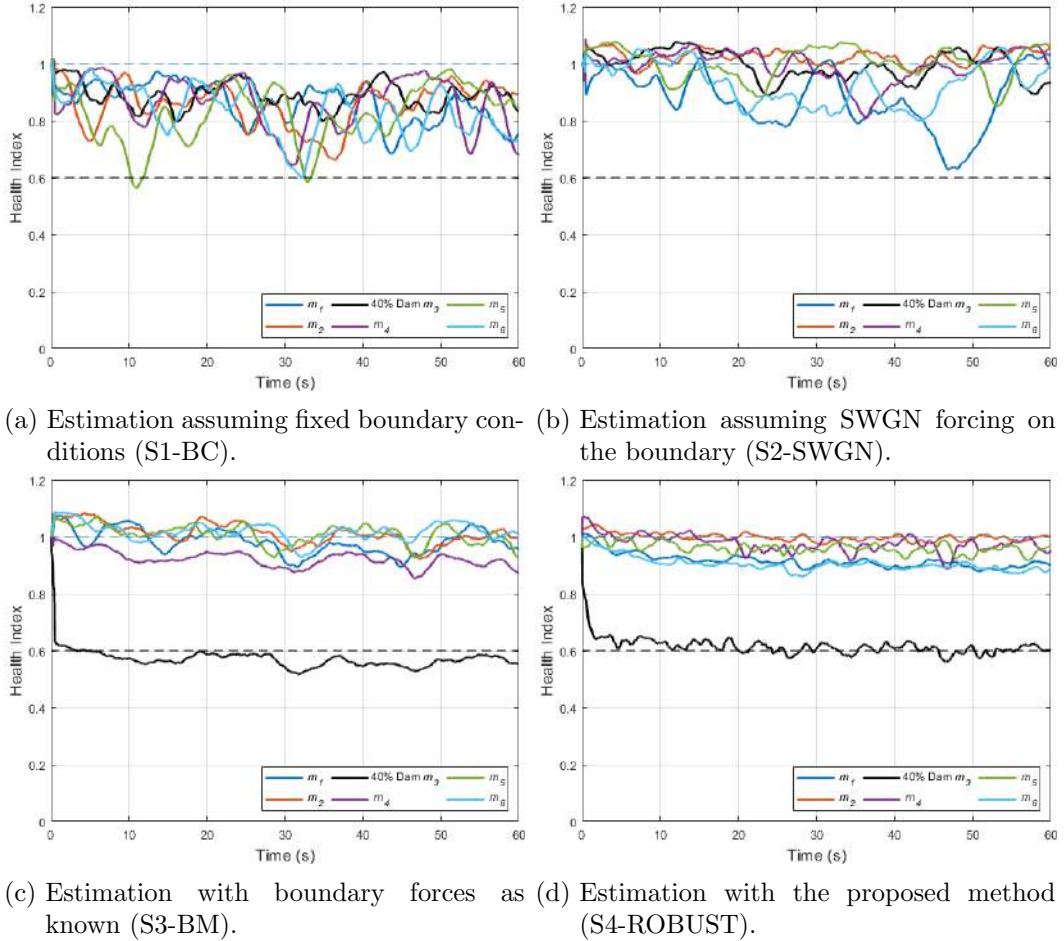 1.2
1
0.8
0.6
0.4
0.2
0
Health Index
0 10 20 30 40 50 60
Time (s)
m1 40% Dam m3 m5
m2 m4 m6
1.2
1
0.8
0.6
0.4
0.2
0
Health Index
0 10 20 30 40 50 60
Time (s)
m1 40% Dam m3 m5
m2 m4 m6
(a) Estimation assuming fixed boundary con-
ditions (S1-BC).
(b) Estimation assuming SWGN forcing on
the boundary (S2-SWGN).
1.2
1
0.8
0.6
0.4
0.2
0
Health Index
0 10 20 30 40 50 60
Time (s)
m1 40% Dam m3 m5
m2 m4 m6
1.2
1
0.8
0.6
0.4
0.2
0
Health Index
0 10 20 30 40 50 60
Time (s)
m1 40% Dam m3 m5
m2 m4 m6
(c) Estimation with boundary forces as
known (S3-BM).
(d) Estimation with the proposed method
(S4-ROBUST).